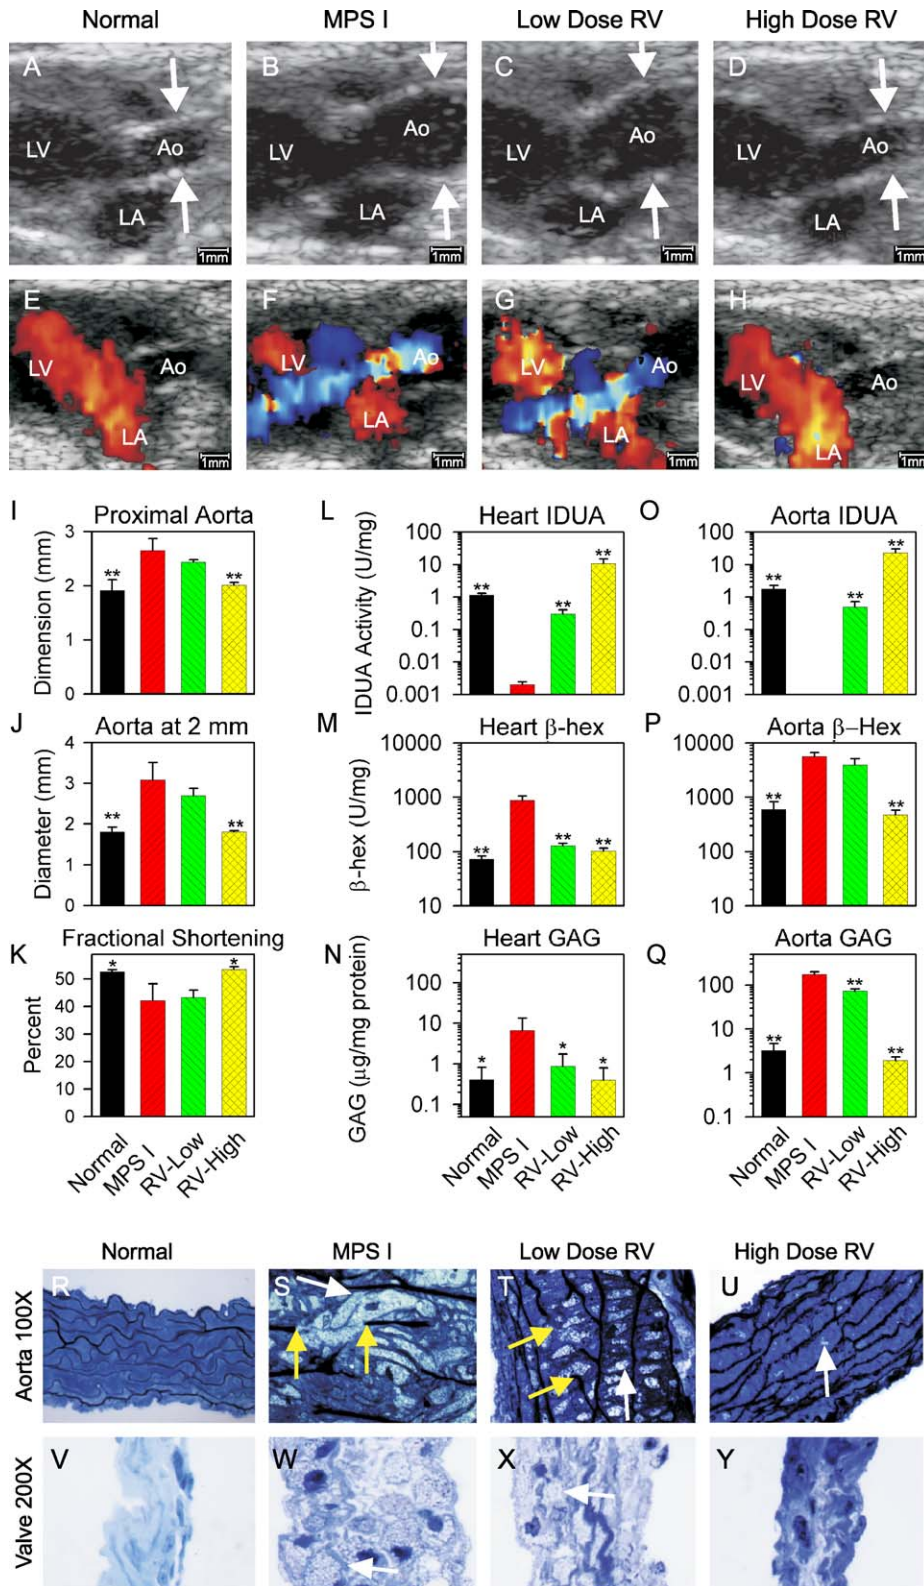 Normal MPS I Low Dose RV High Dose RV
A LV Ao LA 1mm
B Ao LV LA 1mm
C Ao LV LA 1mm
D Ao LV LA 1mm
E LV Ao LA 1mm
F LV Ao LA 1mm
G LV Ao LA 1mm
H LV Ao LA 1mm
I Proximal Aorta
Dimension (mm)
3
2
1
0
** **
L Heart IDUA
IDUA Activity (U/mg)
100
10
1
0.1
0.01
0.001
** ** **
O Aorta IDUA
100
10
1
0.1
0.01
0.001
** ** **
J Aorta at 2 mm
Diameter (mm)
4
3
2
1
0
** **
M Heart β-hex
β-hex (U/mg)
10000
1000
100
10
** ** **
P Aorta β-Hex
10000
1000
100
10
** **
K Fractional Shortening
Percent
50
40
30
20
10
0
* *
Normal
MPS I
RV-Low
RV-High
N Heart GAG
GAG (μg/mg protein)
100
10
1
0.1
* * *
Normal
MPS I
RV-Low
RV-High
Q Aorta GAG
100
10
1
0.1
** ** **
Normal
MPS I
RV-Low
RV-High
Normal MPS I Low Dose RV High Dose RV
Aorta 100X
R S T U
Valve 200X
V W X Y